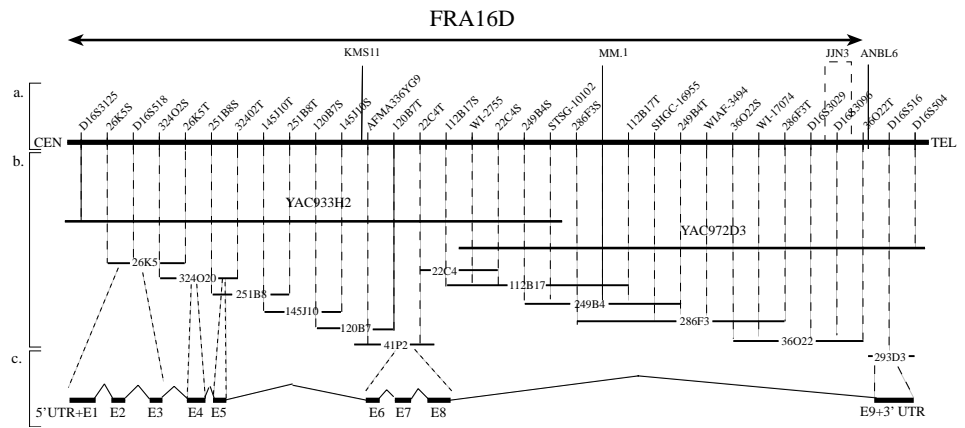 FRA16D
KMS11
MM.1
JJN3
ANBL6
a.
D16S3125
26K5S
D16S518
324O2S
26K5T
251B8S
324O2T
145J10T
251B8T
120B7S
145J10S
AFMA336YG9
120B7T
22C4T
112B17S
WI-2755
22C4S
249B4S
STSG-10102
286F3S
112B17T
SHGC-16955
249B4T
WIAF-3494
36O22S
WI-17074
286F3T
D16S3029
D16S3096
36O22T
D16S516
D16S504
CEN
TEL
b.
YAC933H2
YAC972D3
26K5
324O20
251B8
145J10
120B7
41P2
22C4
112B17
249B4
286F3
36O22
293D3
c.
5'UTR+E1
E2
E3
E4
E5
E6
E7
E8
E9+3' UTR